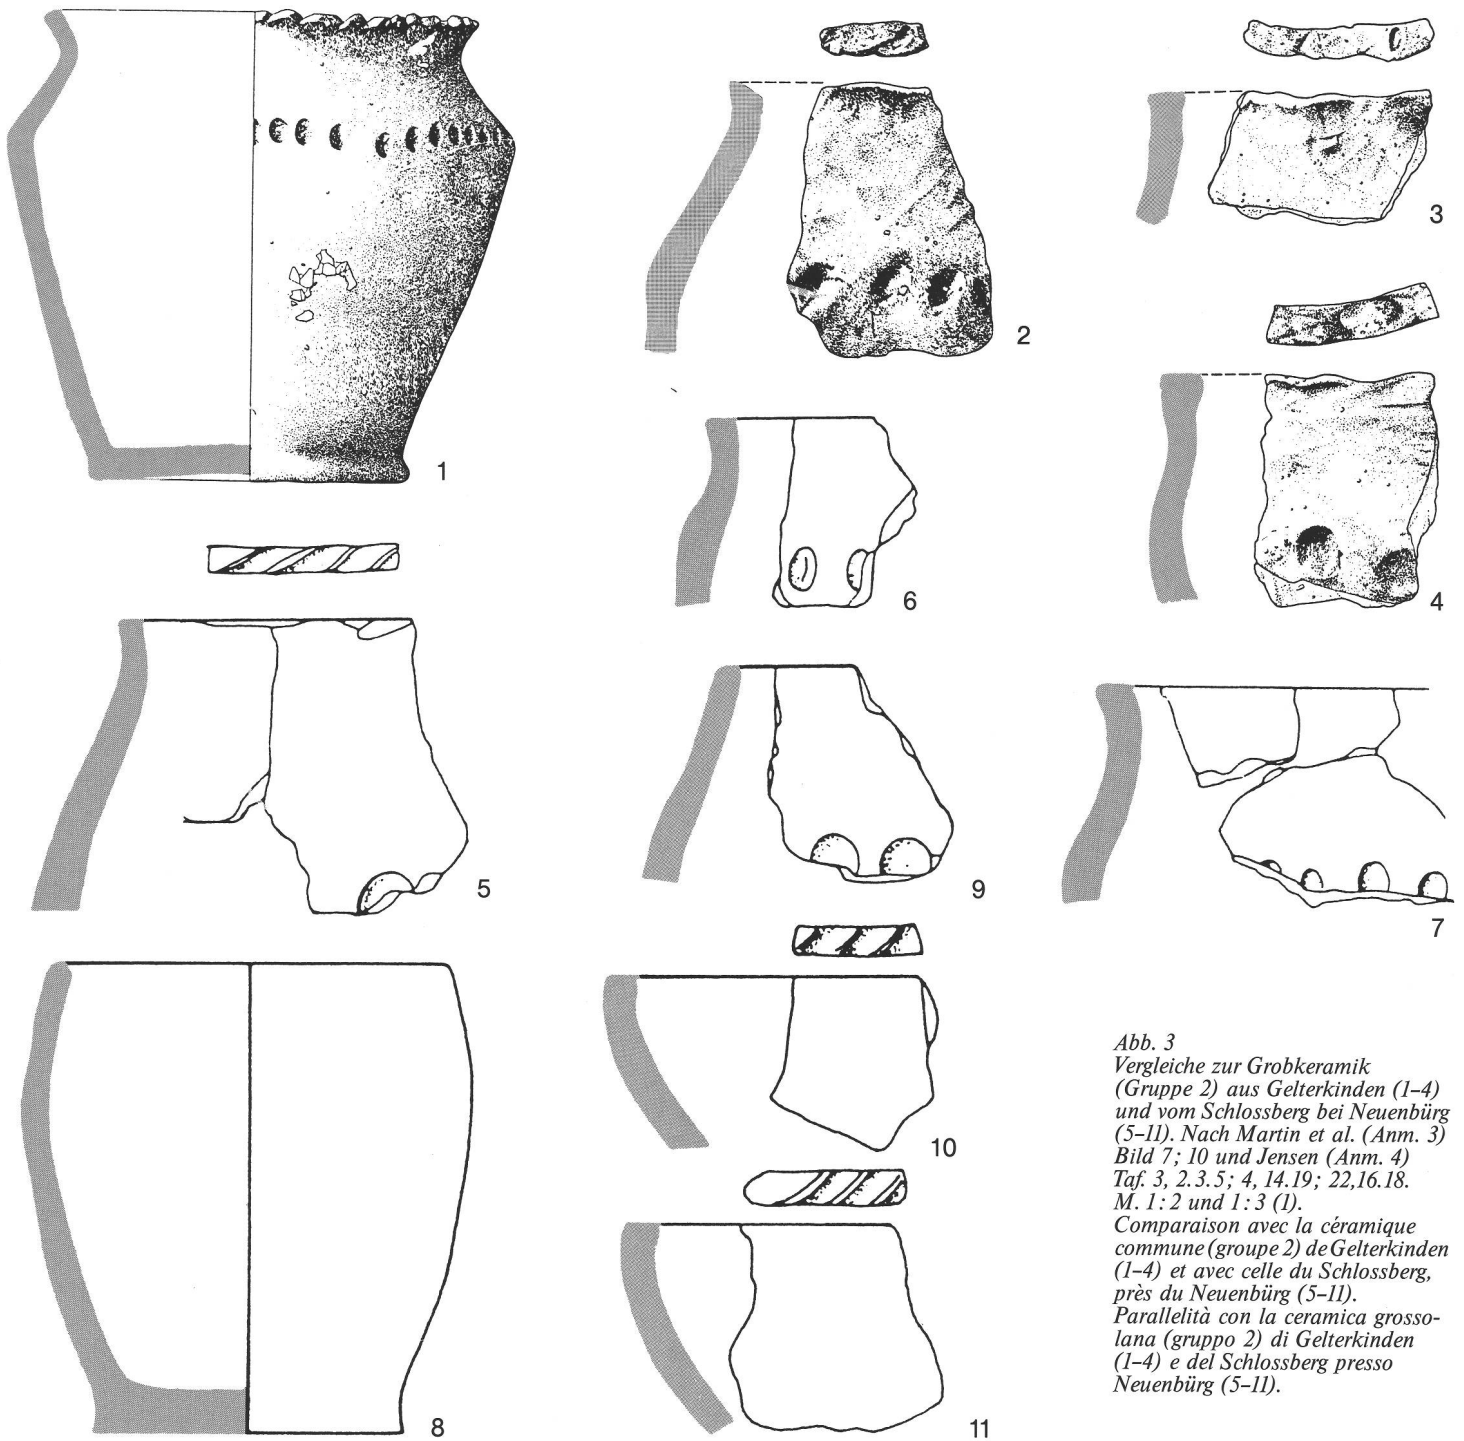 1
2
3
4
5
6
7
8
9
10
11
Abb. 3
Vergleiche zur Grobkeramik
(Gruppe 2) aus Gelterkinden (1–4)
und vom Schlossberg bei Neuenbürg
(5–11). Nach Martin et al. (Anm. 3)
Bild 7; 10 und Jensen (Anm. 4)
Taf. 3, 2.3.5; 4, 14.19; 22,16.18.
M. 1:2 und 1:3 (1).
Comparaison avec la céramique
commune (groupe 2) de Gelterkinden
(1–4) et avec celle du Schlossberg,
près du Neuenbürg (5–11).
Parallelità con la ceramica grosso-
lana (gruppo 2) di Gelterkinden
(1–4) e del Schlossberg presso
Neuenbürg (5–11).